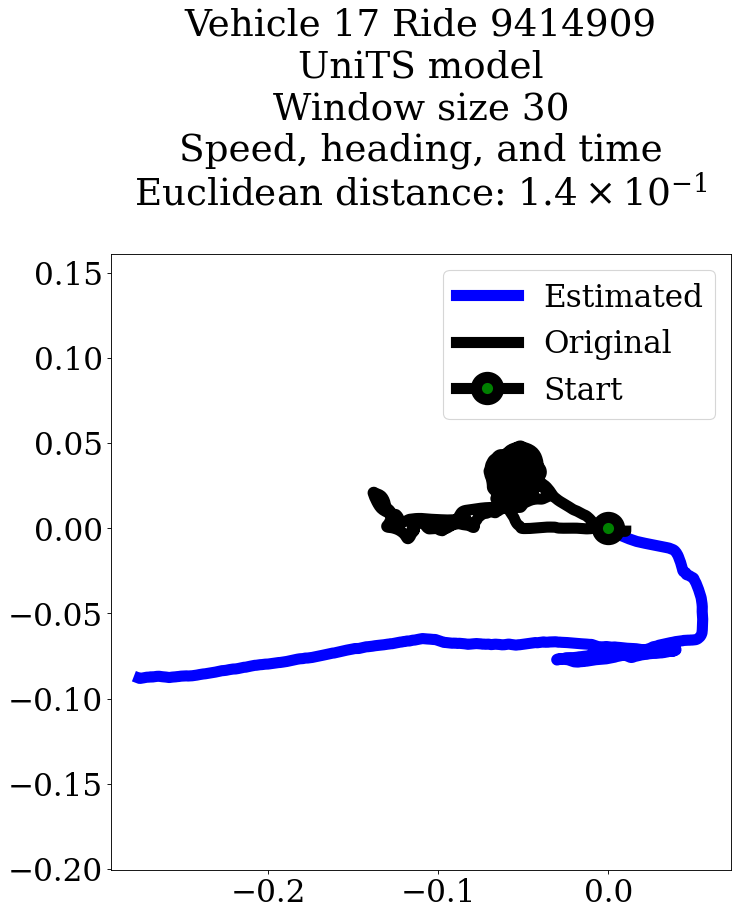 Vehicle 17 Ride 9414909
UniTS model
Window size 30
Speed, heading, and time
Euclidean distance: 1.4 × 10⁻¹
Estimated
Original
Start
0.15
0.10
0.05
0.00
−0.05
−0.10
−0.15
−0.20
−0.2
−0.1
0.0